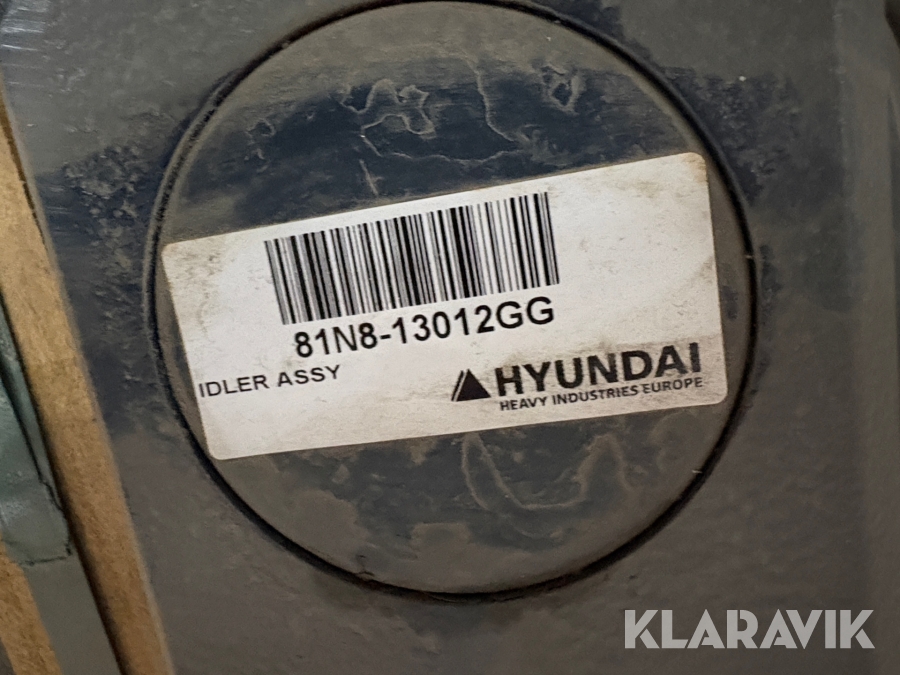 81N8-13012GG
IDLER ASSY
HYUNDAI
HEAVY INDUSTRIES EUROPE
KLARAVIK